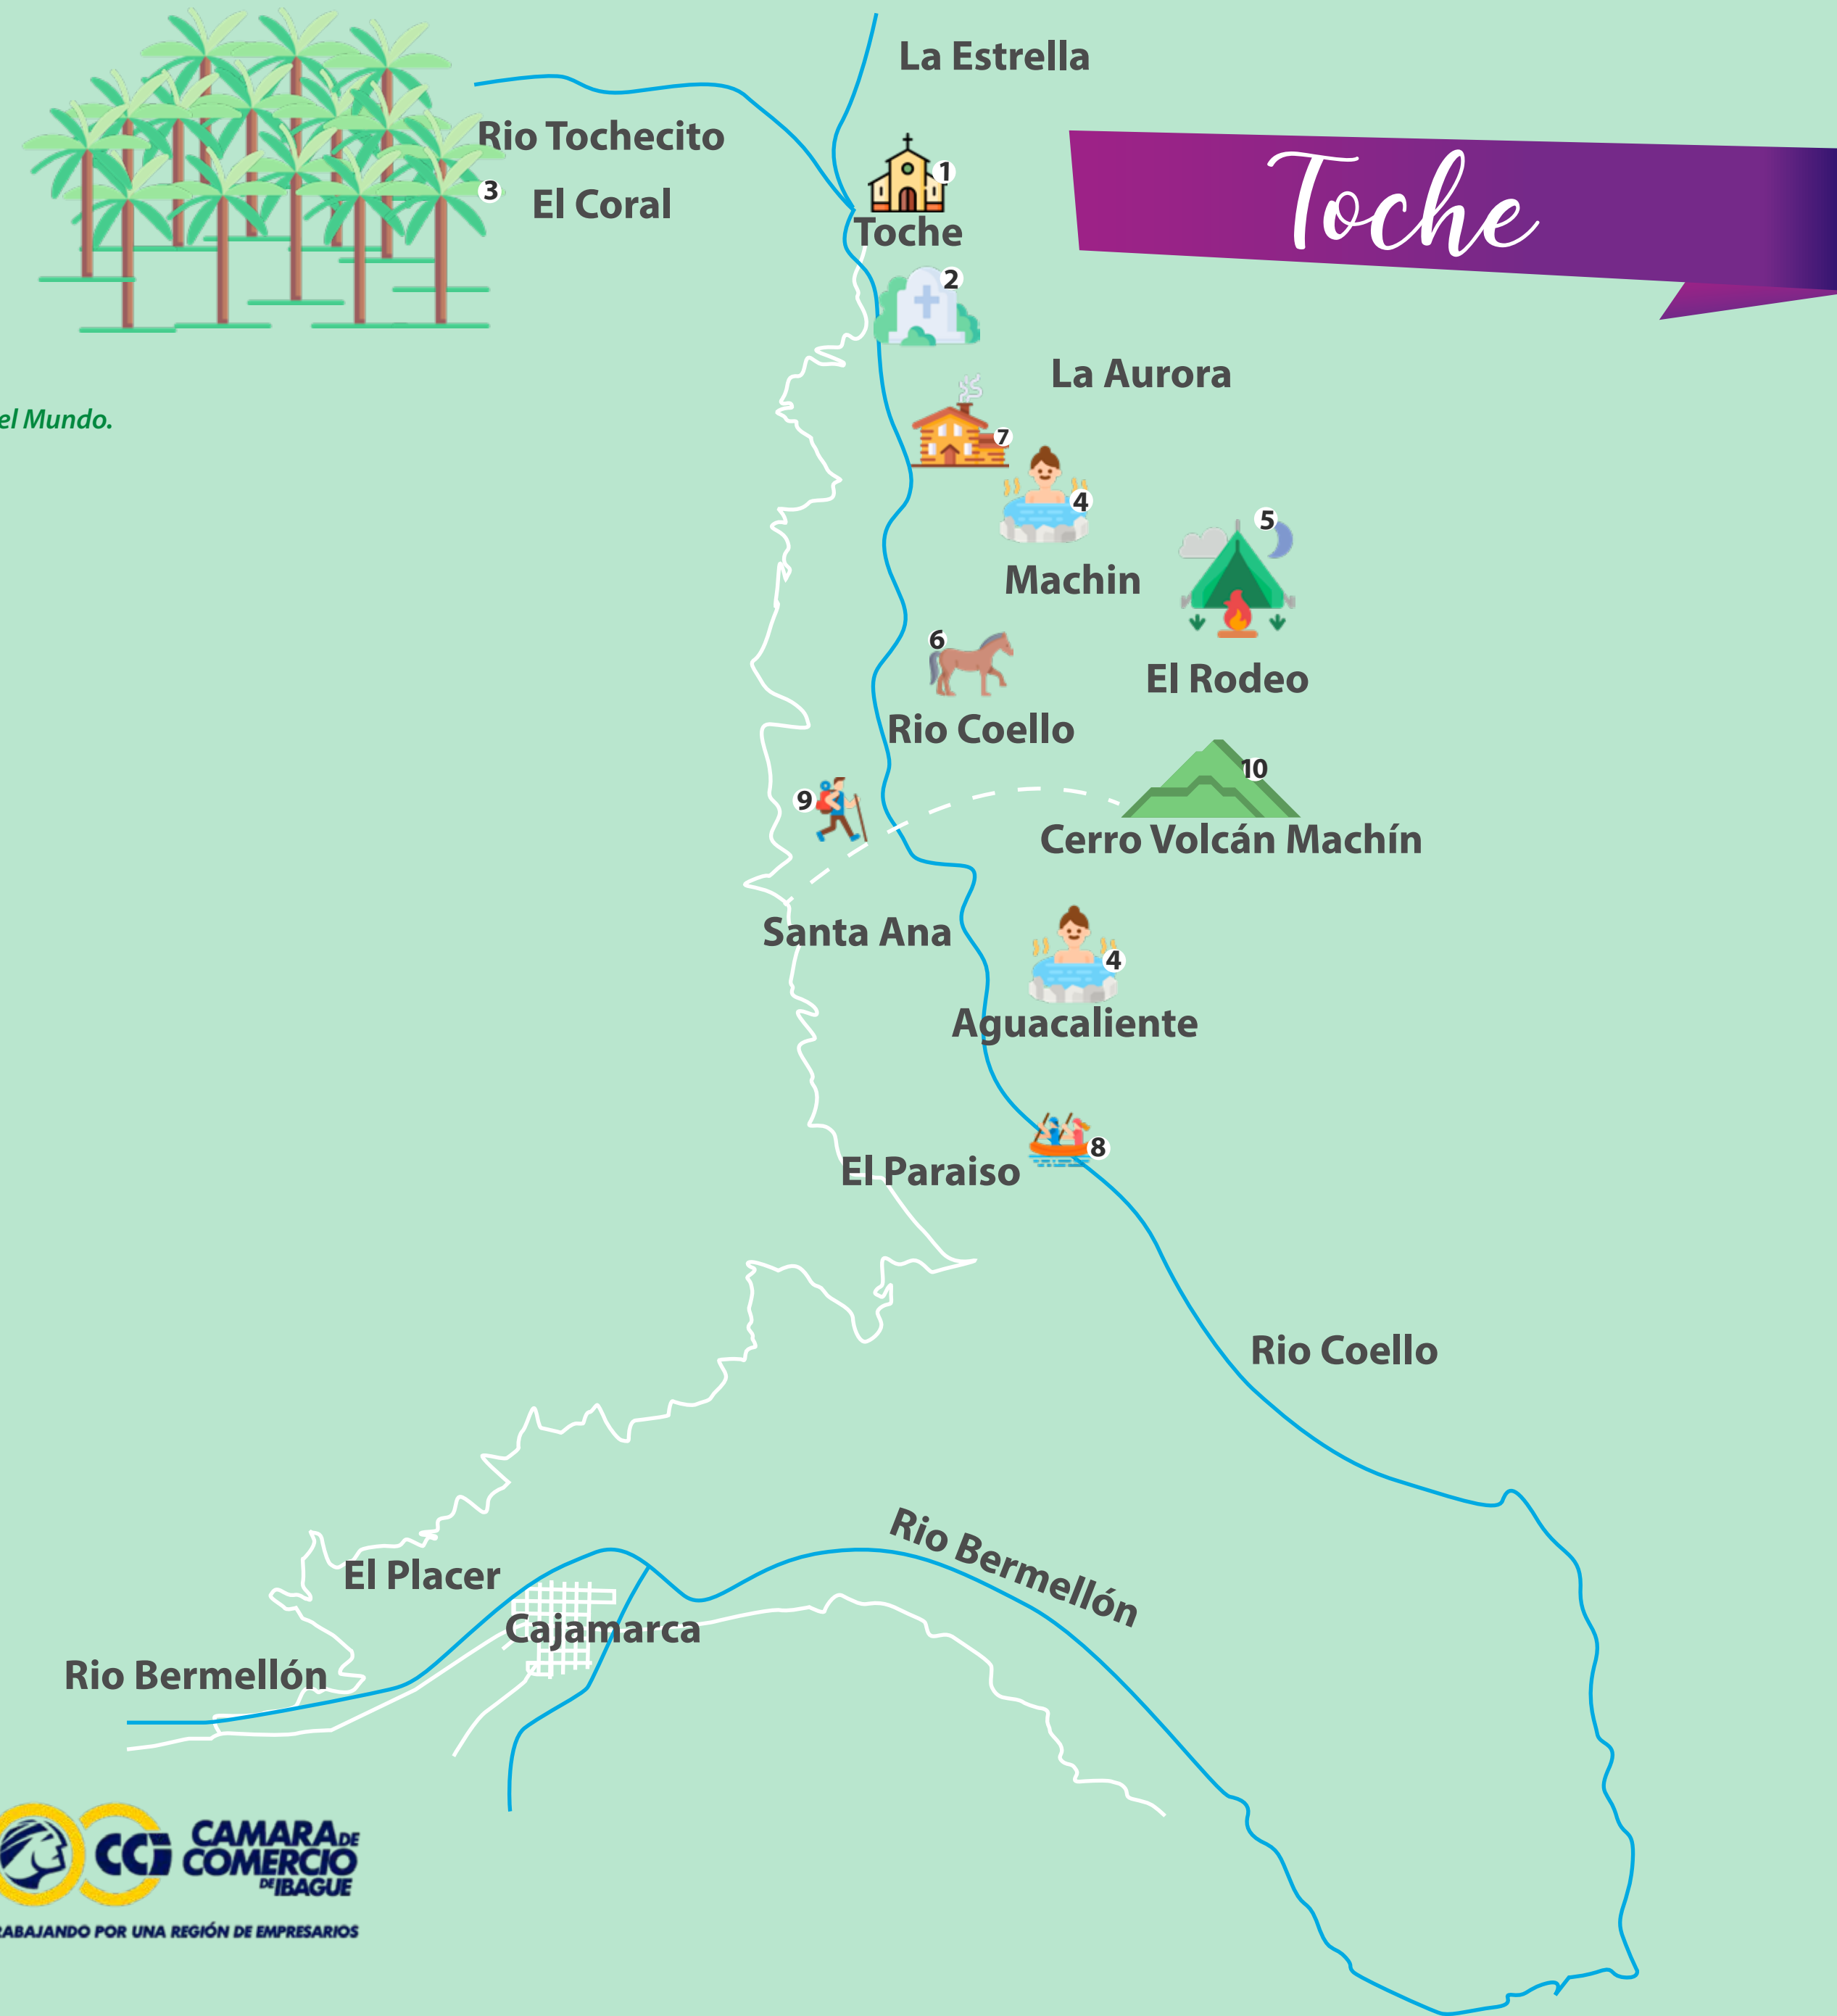 La Estrella
Rio Tochecito
Toche
1
3
El Coral
Toche
2
La Aurora
el Mundo.
7
4
5
Machin
6
El Rodeo
Rio Coello
10
9
Cerro Volcán Machín
Santa Ana
4
Aguacaliente
8
El Paraiso
Rio Coello
Rio Bermellón
El Placer
Cajamarca
Rio Bermellón
CCI
CAMARA DE
COMERCIO
DE IBAGUE
RABAJANDO POR UNA REGIÓN DE EMPRESARIOS